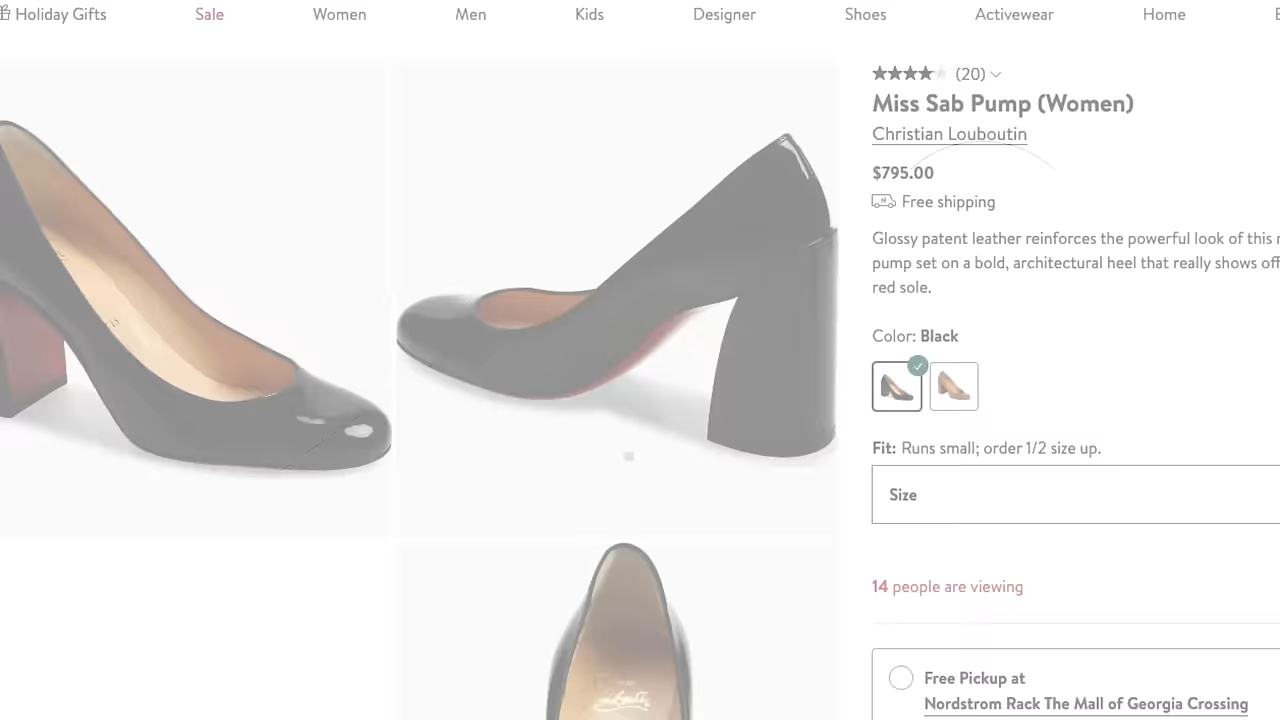 Holiday Gifts Sale Women Men Kids Designer Shoes Activewear Home
(20)
Miss Sab Pump (Women)
Christian Louboutin
$795.00
Free shipping
Glossy patent leather reinforces the powerful look of this
pump set on a bold, architectural heel that really shows off
red sole.
Color: Black
Fit: Runs small; order 1/2 size up.
Size
14 people are viewing
Free Pickup at
Nordstrom Rack The Mall of Georgia Crossing